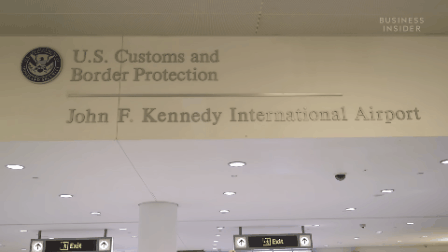 BUSINESS
INSIDER
U.S. Customs and
Border Protection
John F. Kennedy International Airport
Exit
Exit